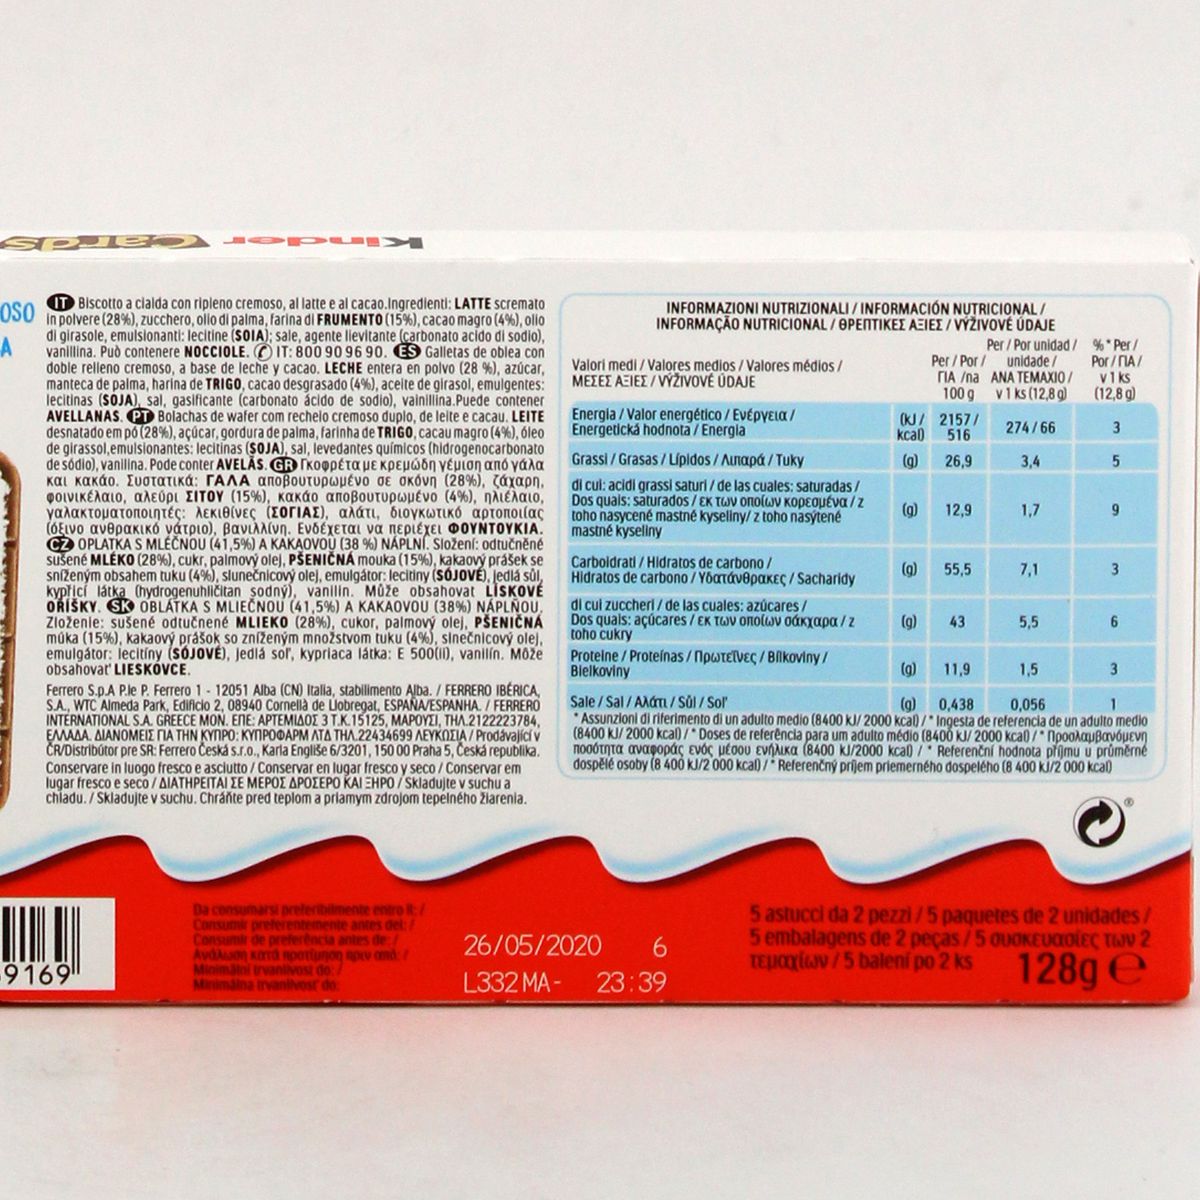 Kinder Cards
OSO
A
IT Biscotto a cialda con ripieno cremoso, al latte e al cacao.Ingredienti: LATTE scremato
in polvere (28%), zucchero, olio di palma, farina di FRUMENTO (15%), cacao magro (4%), olio
di girasole, emulsionanti: lecitine (SOIA); sale, agente lievitante (carbonato acido di sodio),
vanillina. Può contenere NOCCIOLE. ✆ IT: 800 90 96 90. ES Galletas de oblea con
doble relleno cremoso, a base de leche y cacao. LECHE entera en polvo (28 %), azúcar,
manteca de palma, harina de TRIGO, cacao desgrasado (4%), aceite de girasol, emulgentes:
lecitinas (SOJA), sal, gasificante (carbonato ácido de sodio), vainillina.Puede contener
AVELLANAS. PT Bolachas de wafer com recheio cremoso duplo, de leite e cacau. LEITE
desnatado em pó (28%), açúcar, gordura de palma, farinha de TRIGO, cacau magro (4%), óleo
de girassol,emulsionantes: lecitinas (SOJA), sal, levedantes químicos (hidrogenocarbonato
de sódio), vanilina. Pode conter AVELÃS. GR Γκοφρέτα με κρεμώδη γέμιση από γάλα
και κακάο. Συστατικά: ΓΑΛΑ αποβουτυρωμένο σε σκόνη (28%), ζάχαρη,
φοινικέλαιο, αλεύρι ΣΙΤΟΥ (15%), κακάο αποβουτυρωμένο (4%), ηλιέλαιο,
γαλακτωματοποιητές: λεκιθίνες (ΣΟΓΙΑΣ), αλάτι, διογκωτικό αρτοποιίας
(όξινο ανθρακικό νάτριο), βανιλλίνη. Ενδέχεται να περιέχει ΦΟΥΝΤΟΥΚΙΑ.
CZ OPLATKA S MLÉČNOU (41,5%) A KAKAOVOU (38 %) NÁPLNÍ. Složení: odtučněné
sušené MLÉKO (28%), cukr, palmový olej, PŠENIČNÁ mouka (15%), kakaový prášek se
sníženým obsahem tuku (4%), slunečnicový olej, emulgátor: lecitiny (SÓJOVÉ), jedlá sůl,
kypřicí látka (hydrogenuhličitan sodný), vanilin. Může obsahovat LÍSKOVÉ
OŘÍŠKY. SK OBLÁTKA S MLIEČNOU (41,5%) A KAKAOVOU (38%) NÁPLŇOU.
Zloženie: sušené odtučnené MLIEKO (28%), cukor, palmový olej, PŠENIČNÁ
múka (15%), kakaový prášok so zníženým množstvom tuku (4%), slnečnicový olej,
emulgátor: lecitíny (SÓJOVÉ), jedlá soľ, kypriaca látka: E 500(ii), vanilín. Môže
obsahovať LIESKOVCE.
Ferrero S.p.A P.le P. Ferrero 1 - 12051 Alba (CN) Italia, stabilimento Alba. / FERRERO IBÉRICA,
S.A., WTC Almeda Park, Edificio 2, 08940 Cornellà de Llobregat, ESPAÑA/ESPANHA. / FERRERO
INTERNATIONAL S.A. GREECE ΜΟΝ. ΕΠΕ: ΑΡΤΕΜΙΔΟΣ 3 Τ.Κ.15125, ΜΑΡΟΥΣΙ, ΤΗΛ.2122223784,
ΕΛΛΑΔΑ. ΔΙΑΝΟΜΕΙΣ ΓΙΑ ΤΗΝ ΚΥΠΡΟ: ΚΥΠΡΟΦΑΡΜ ΛΤΔ ΤΗΛ.22434699 ΛΕΥΚΩΣΙΑ / Prodávající v
ČR/Distribútor pre SR: Ferrero Česká s.r.o., Karla Engliše 6/3201, 150 00 Praha 5, Česká republika.
Conservare in luogo fresco e asciutto / Conservar en lugar fresco y seco / Conservar em
lugar fresco e seco / ΔΙΑΤΗΡΕΙΤΑΙ ΣΕ ΜΕΡΟΣ ΔΡΟΣΕΡΟ ΚΑΙ ΞΗΡΟ / Skladujte v suchu a
chladu. / Skladujte v suchu. Chráňte pred teplom a priamym zdrojom tepelného žiarenia.
INFORMAZIONI NUTRIZIONALI / INFORMACIÓN NUTRICIONAL /
INFORMAÇÃO NUTRICIONAL / ΘΡΕΠΤΙΚΕΣ ΑΞΙΕΣ / VÝŽIVOVÉ ÚDAJE
Valori medi / Valores medios / Valores médios /
ΜΕΣΕΣ ΑΞΙΕΣ / VÝŽIVOVÉ ÚDAJE
Per / Por /
ΓΙΑ /na
100 g
Per / Por unidad /
unidade /
ΑΝΑ ΤΕΜΑΧΙΟ /
v 1 ks (12,8 g)
%* Per /
Por / ΓΙΑ /
v 1 ks
(12,8 g)
Energia / Valor energético / Ενέργεια /
Energetická hodnota / Energia
(kJ/ kcal) 2157 / 516 274 / 66 3
Grassi / Grasas / Lípidos / Λιπαρά / Tuky (g) 26,9 3,4 5
di cui: acidi grassi saturi / de las cuales: saturadas /
Dos quais: saturados / εκ των οποίων κορεσμένα / z
toho nasycené mastné kyseliny/ z toho nasýtené
mastné kyseliny
(g) 12,9 1,7 9
Carboidrati / Hidratos de carbono /
Hidratos de carbono / Υδατάνθρακες / Sacharidy
(g) 55,5 7,1 3
di cui zuccheri / de las cuales: azúcares /
Dos quais: açúcares / εκ των οποίων σάκχαρα / z
toho cukry
(g) 43 5,5 6
Proteine / Proteínas / Πρωτεΐνες / Bílkoviny /
Bielkoviny
(g) 11,9 1,5 3
Sale / Sal / Αλάτι / Sůl / Soľ (g) 0,438 0,056 1
* Assunzioni di riferimento di un adulto medio (8400 kJ/ 2000 kcal) / * Ingesta de referencia de un adulto medio
(8400 kJ/ 2000 kcal) / * Doses de referência para um adulto médio (8400 kJ/ 2000 kcal) / * Προσλαμβανόμενη
ποσότητα αναφοράς ενός μέσου ενήλικα (8400 kJ/2000 kcal) / * Referenční hodnota příjmu u průměrné
dospělé osoby (8 400 kJ/2 000 kcal) / * Referenčný príjem priemerného dospelého (8 400 kJ/2 000 kcal)
®
9169
Da consumarsi preferibilmente entro il: /
Consumir preferentemente antes del: /
Consumir de preferência antes de: /
Ανάλωση κατά προτίμηση πριν από: /
Minimální trvanlivost do: /
Minimálna trvanlivosť do:
26/05/2020 6
L332 MA- 23:39
5 astucci da 2 pezzi / 5 paquetes de 2 unidades /
5 embalagens de 2 peças / 5 συσκευασίες των 2
τεμαχίων / 5 balení po 2 ks
128g e